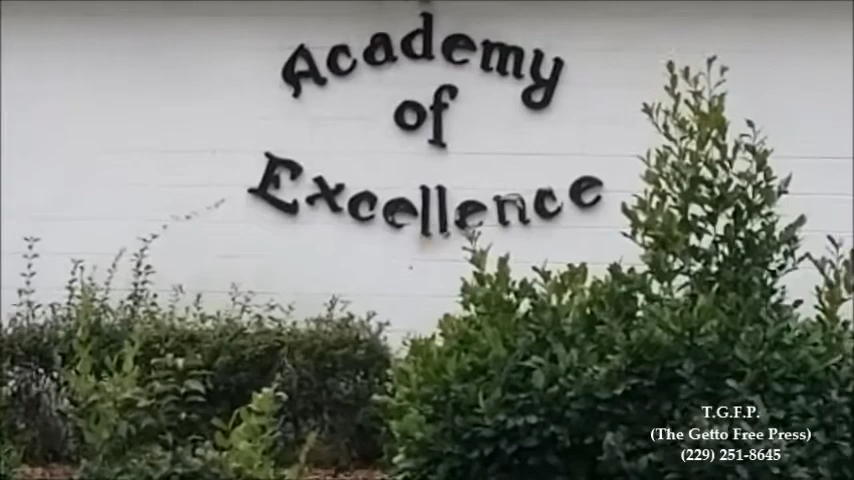 Academy
of
Excellence
T.G.F.P.
(The Getto Free Press)
(229) 251-8645